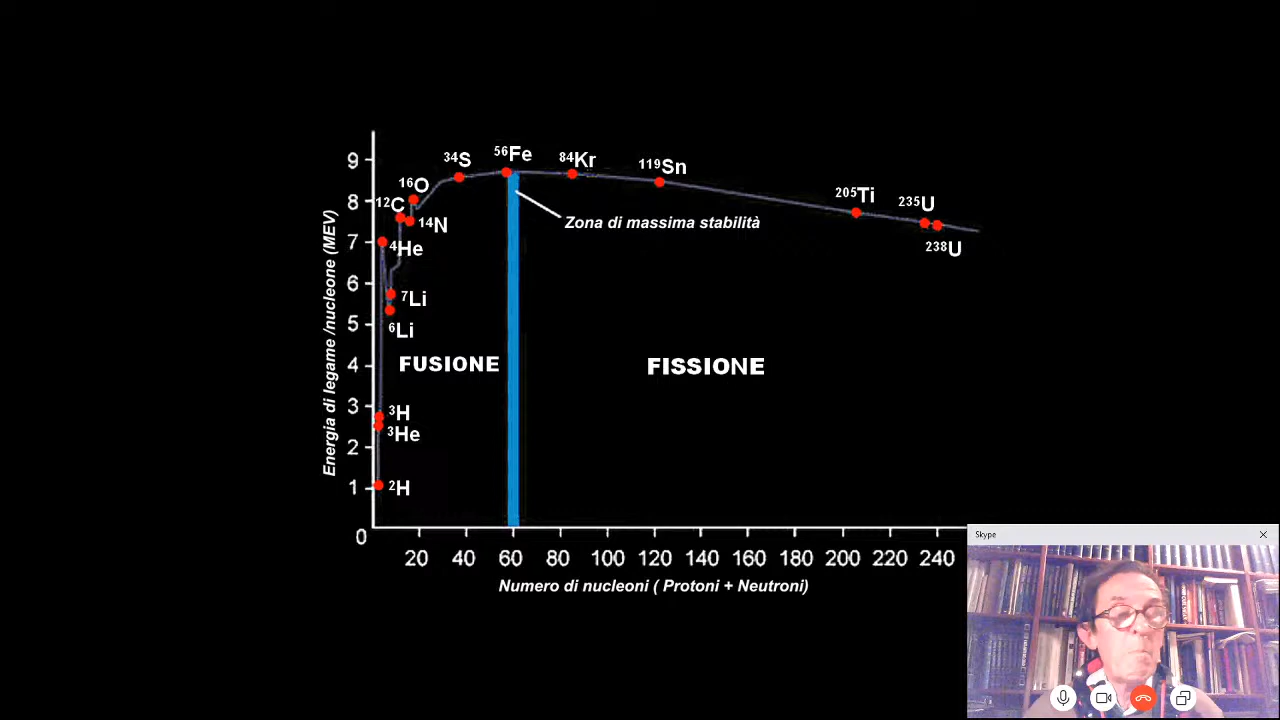 9
8
7
6
5
4
3
2
1
0
Energia di legame /nucleone (MEV)
³⁴S
⁵⁶Fe
⁸⁴Kr
¹¹⁹Sn
¹⁶O
¹²C
¹⁴N
⁴He
²⁰⁵Ti
²³⁵U
²³⁸U
Zona di massima stabilità
⁷Li
⁶Li
FUSIONE
FISSIONE
³H
³He
²H
20 40 60 80 100 120 140 160 180 200 220 240
Numero di nucleoni ( Protoni + Neutroni)
Skype